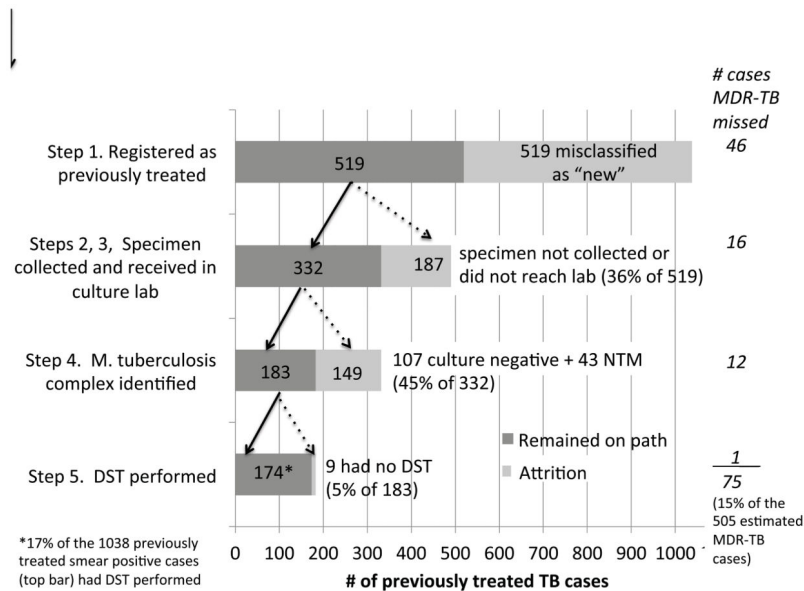 # cases
MDR-TB
missed
Step 1. Registered as
previously treated
519
519 misclassified
as “new”
46
Steps 2, 3, Specimen
collected and received in
culture lab
332
187
specimen not collected or
did not reach lab (36% of 519)
16
Step 4. M. tuberculosis
complex identified
183
149
107 culture negative + 43 NTM
(45% of 332)
12
Step 5. DST performed
174*
9 had no DST
(5% of 183)
Remained on path
Attrition
1
75
(15% of the
505 estimated
MDR-TB
cases)
*17% of the 1038 previously
treated smear positive cases
(top bar) had DST performed
0 100 200 300 400 500 600 700 800 900 1000
# of previously treated TB cases